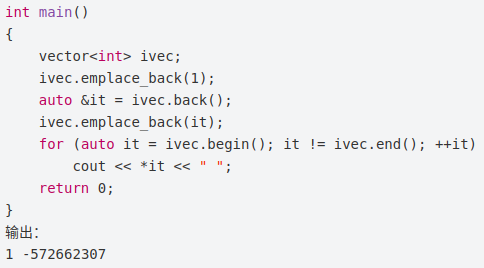 int main()
{
    vector<int> ivec;
    ivec.emplace_back(1);
    auto &it = ivec.back();
    ivec.emplace_back(it);
    for (auto it = ivec.begin(); it != ivec.end(); ++it)
        cout << *it << " ";
    return 0;
}
输出：
1 -572662307